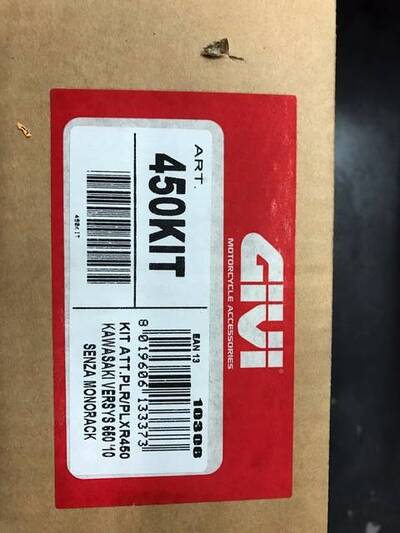 GIVI
MOTORCYCLE ACCESSORIES
ART.
450KIT
450KIT
EAN 13
10306
8 019606 133373
KIT ATT.PLR/PLXR450
KAWASAKI VERSYS 650 '10
SENZA MONORACK